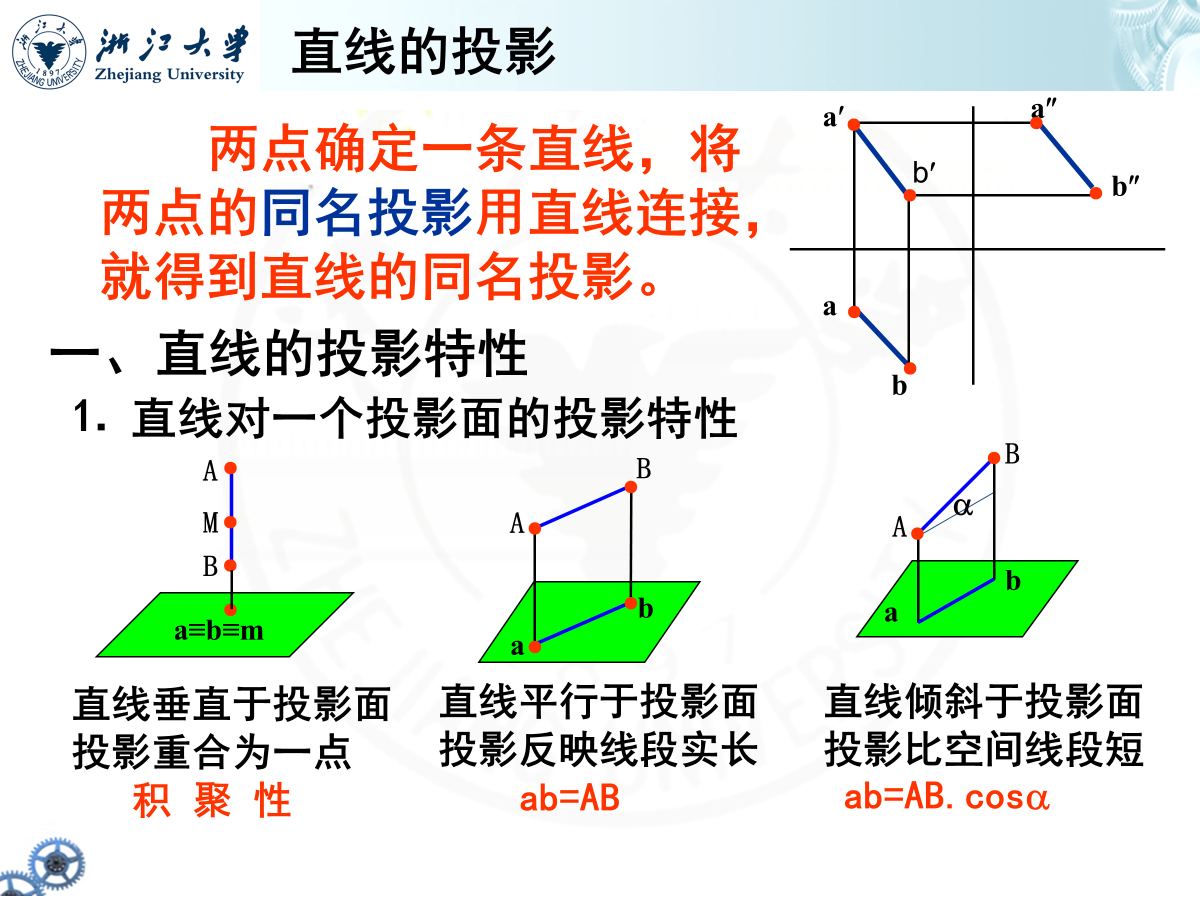 浙江大学
Zhejiang University
ZHEJIANG UNIVERSITY
1897
直线的投影
两点确定一条直线，将
两点的同名投影用直线连接，
就得到直线的同名投影。
a′
a″
b′
b″
a
b
一、直线的投影特性
1. 直线对一个投影面的投影特性
A
M
B
a≡b≡m
B
A
b
a
B
α
A
b
a
直线垂直于投影面
投影重合为一点
积 聚 性
直线平行于投影面
投影反映线段实长
ab=AB
直线倾斜于投影面
投影比空间线段短
ab=AB.cosα